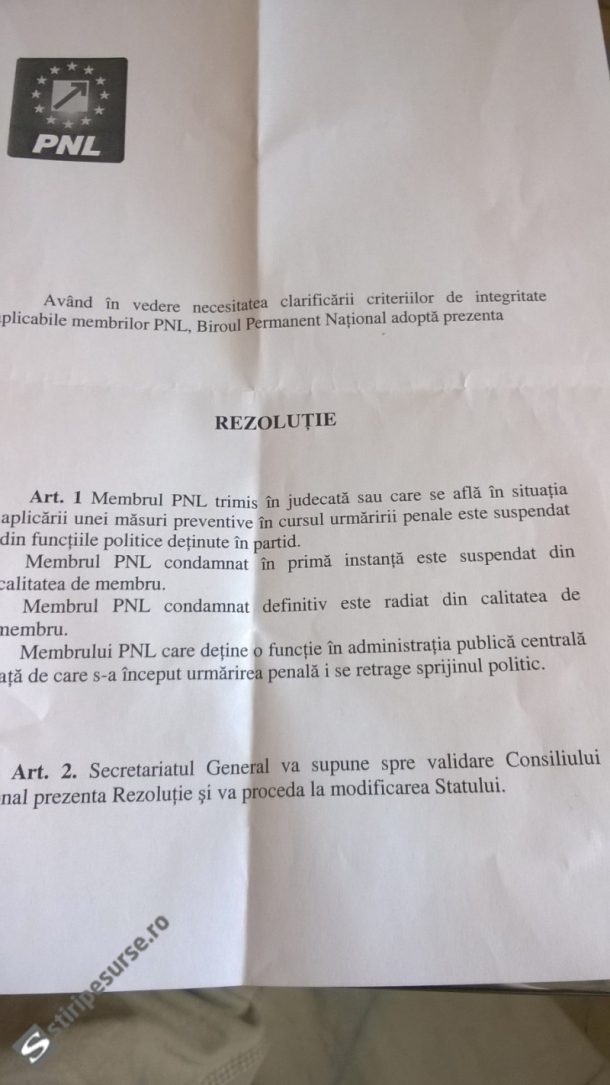 PNL
Având în vedere necesitatea clarificării criteriilor de integritate
plicabile membrilor PNL, Biroul Permanent Național adoptă prezenta
REZOLUȚIE
Art. 1 Membrul PNL trimis în judecată sau care se află în situația
aplicării unei măsuri preventive în cursul urmăririi penale este suspendat
din funcțiile politice deținute în partid.
Membrul PNL condamnat în primă instanță este suspendat din
calitatea de membru.
Membrul PNL condamnat definitiv este radiat din calitatea de
membru.
Membrului PNL care deține o funcție în administrația publică centrală
ață de care s-a început urmărirea penală i se retrage sprijinul politic.
Art. 2. Secretariatul General va supune spre validare Consiliului
nal prezenta Rezoluție și va proceda la modificarea Statului.
S stiripesurse.ro